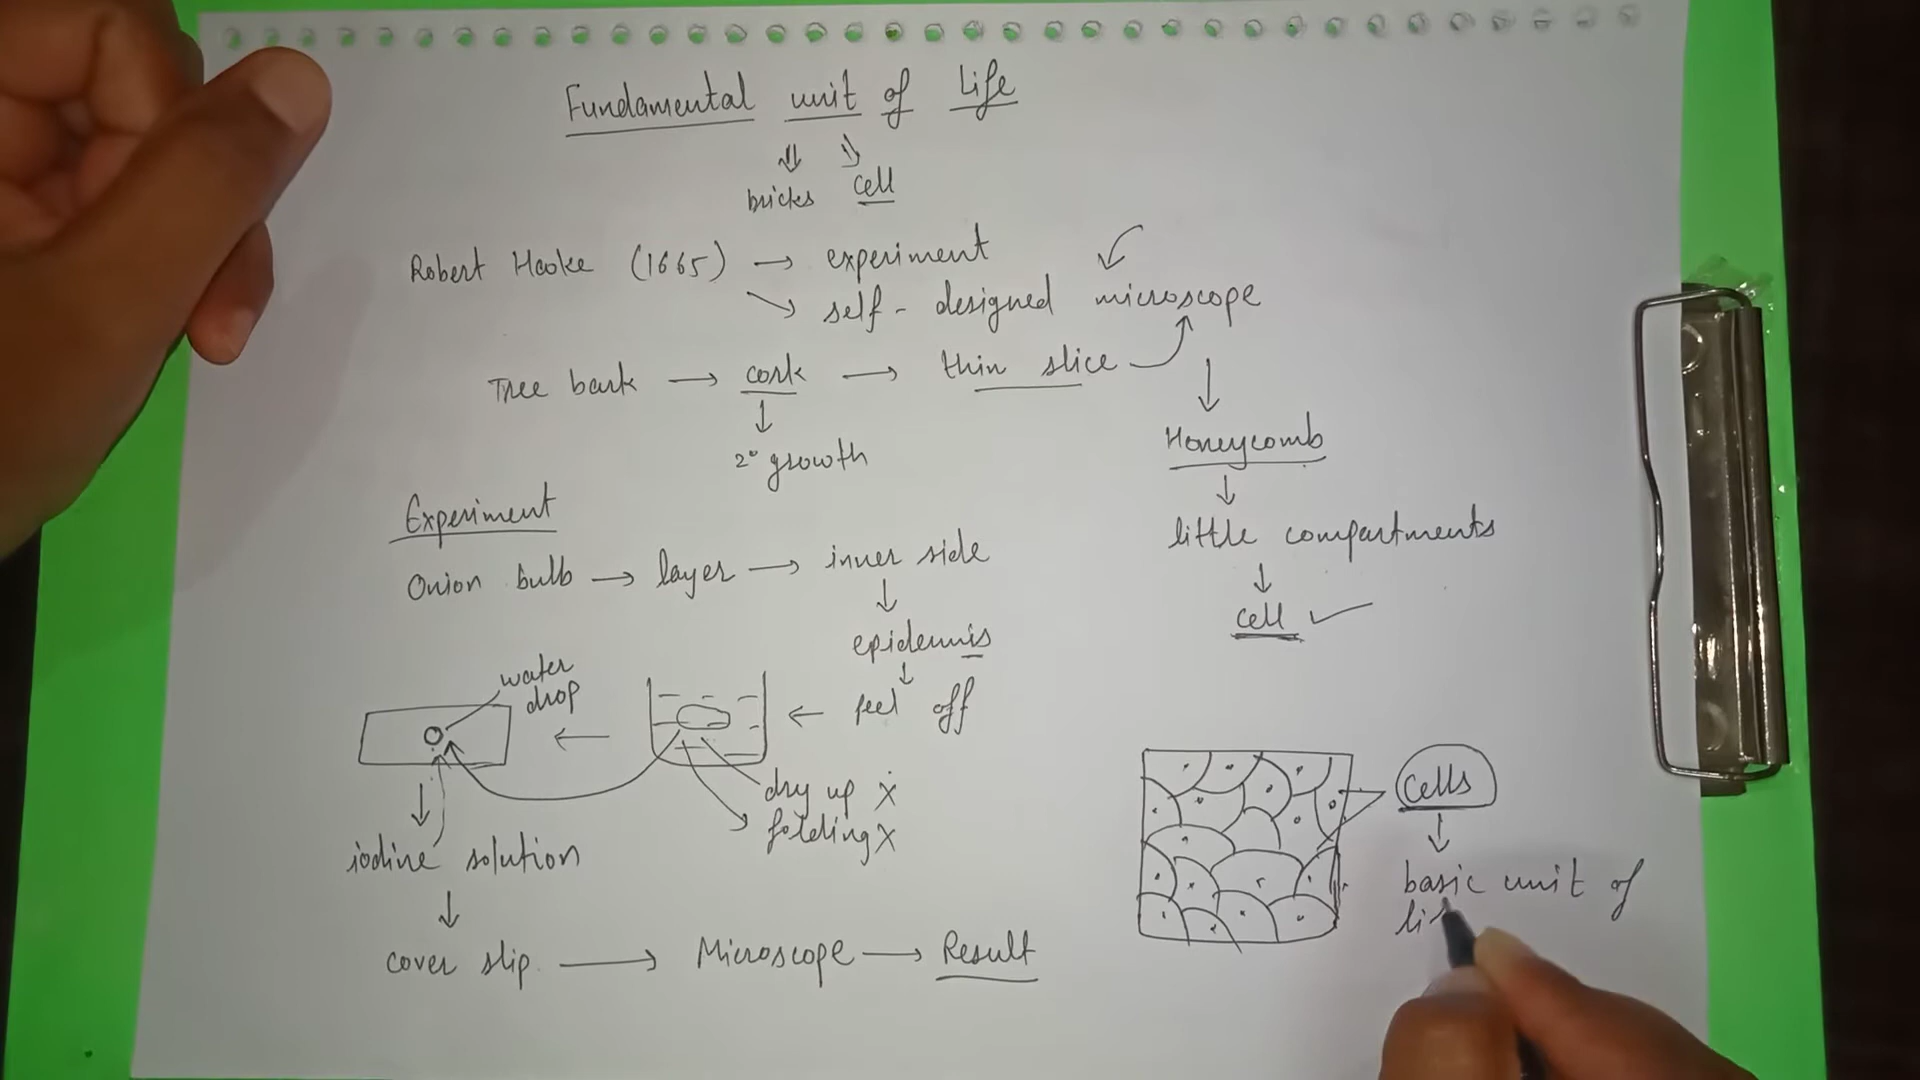 Fundamental unit of Life
bricks cell
Robert Hooke (1665) → experiment
↘ self-designed microscope
Tree bark → cork → thin slice
↓
2° growth
Honeycomb
↓
little compartments
↓
cell ✓
Experiment
Onion bulb → layer → inner side
↓
epidermis
↓
peel off
water
drop
dry up X
folding X
iodine solution
↓
cover slip → Microscope → Result
Cells
↓
basic unit of
li